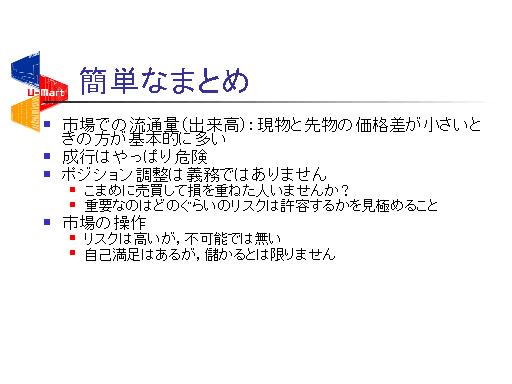 U-Mart
簡単なまとめ
市場での流通量(出来高):現物と先物の価格差が小さいと
きの方が基本的に多い
成行はやっぱり危険
ポジション調整は義務ではありません
こまめに売買して損を重ねた人いませんか?
重要なのはどのぐらいのリスクは許容するかを見極めること
市場の操作
リスクは高いが,不可能では無い
自己満足はあるが,儲かるとは限りません